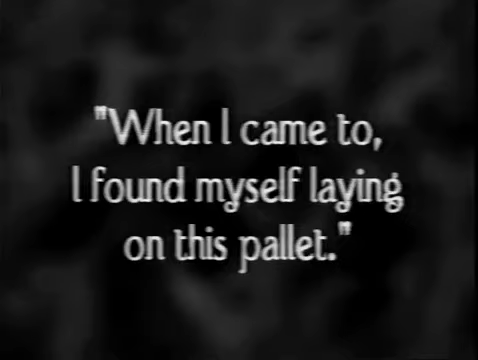 "When I came to,
I found myself laying
on this pallet."